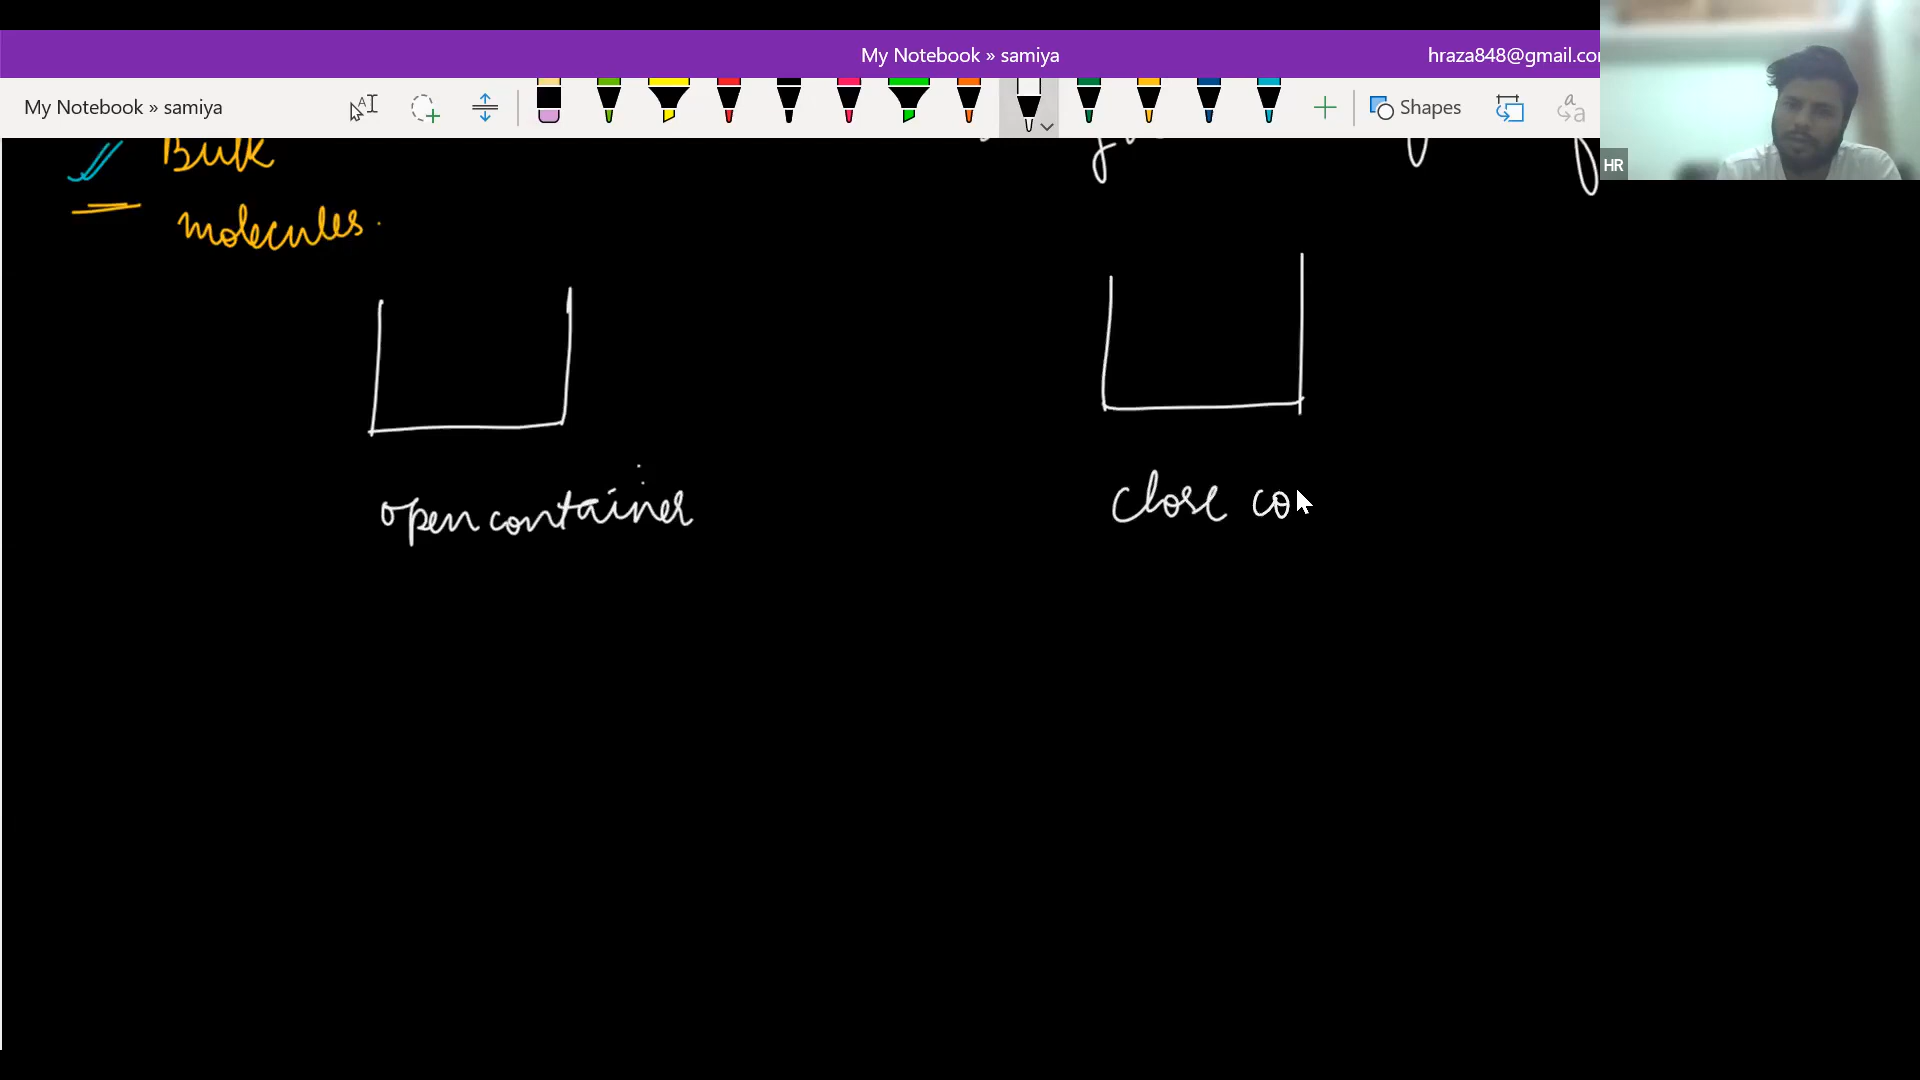 My Notebook » samiya
hraza848@gmail.co
My Notebook » samiya
Shapes
HR
Bulk
molecules.
open container
close co